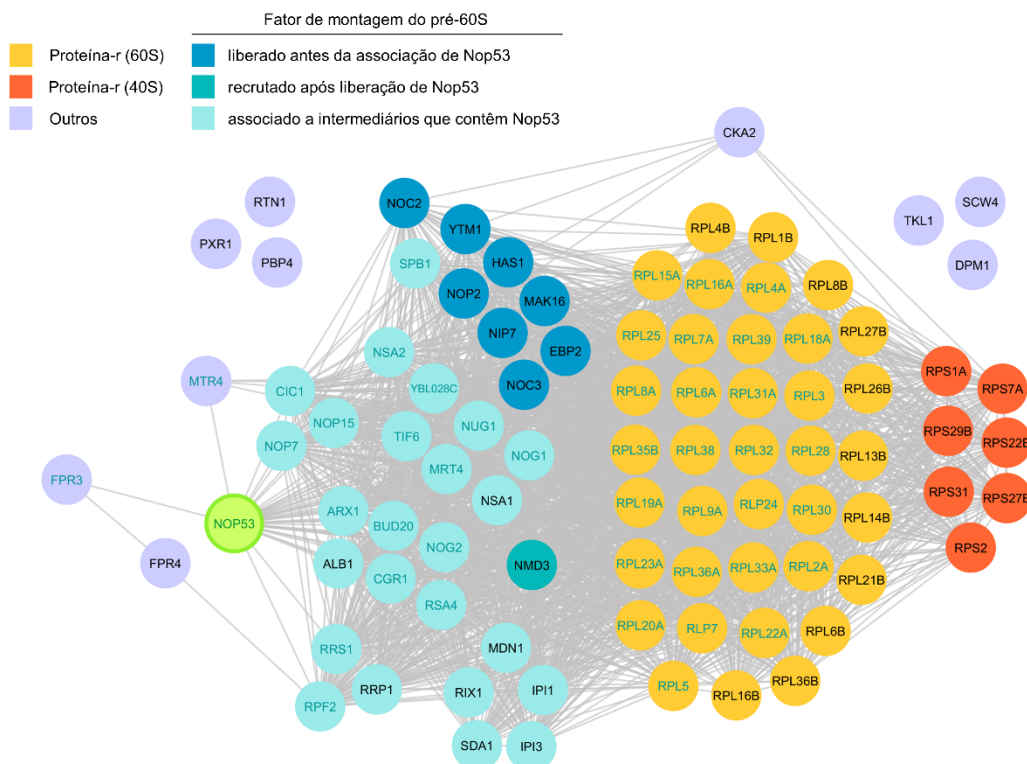 Fator de montagem do pré-60S
Proteína-r (60S)
liberado antes da associação de Nop53
Proteína-r (40S)
recrutado após liberação de Nop53
Outros
associado a intermediários que contêm Nop53
CKA2
RTN1
NOC2
SCW4
TKL1
YTM1
RPL4B
RPL1B
PXR1
PBP4
SPB1
HAS1
DPM1
RPL15A
RPL16A
RPL4A
RPL8B
NOP2
MAK16
RPL25
RPL7A
RPL39
RPL18A
RPL27B
NIP7
NSA2
EBP2
MTR4
CIC1
YBL028C
NOC3
RPL8A
RPL6A
RPL31A
RPL3
RPL26B
RPS1A
RPS7A
NOP15
NUG1
TIF6
NOP7
RPS29B
RPS22B
MRT4
NOG1
RPL35B
RPL38
RPL32
RPL28
RPL13B
FPR3
NSA1
RPS31
RPS27B
NOP53
ARX1
BUD20
RPL19A
RPL9A
RLP24
RPL30
RPL14B
NOG2
RPS2
FPR4
ALB1
CGR1
NMD3
RPL23A
RPL36A
RPL33A
RPL2A
RPL21B
RSA4
RPL20A
RLP7
RPL22A
RPL6B
RRS1
MDN1
RPF2
RRP1
RIX1
IPI1
RPL5
RPL16B
RPL36B
SDA1
IPI3